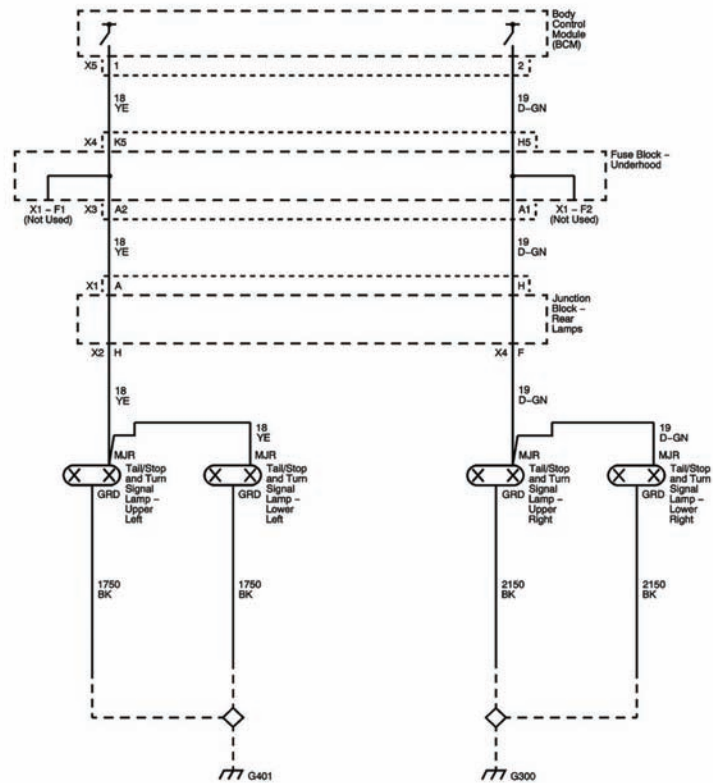 Body
Control
Module
(BCM)
X5 1
2
18
YE
19
D-GN
X4 K5
H5
Fuse Block –
Underhood
X1 – F1
(Not Used)
X3 A2
A1
X1 – F2
(Not Used)
18
YE
19
D-GN
X1 A
H
Junction
Block –
Rear
Lamps
X2 H
X4 F
18
YE
19
D-GN
18
YE
19
D-GN
MJR
MJR
MJR
MJR
Tail/Stop
and Turn
Signal
Lamp –
Upper
Left
Tail/Stop
and Turn
Signal
Lamp –
Lower
Left
Tail/Stop
and Turn
Signal
Lamp –
Upper
Right
Tail/Stop
and Turn
Signal
Lamp –
Lower
Right
GRD
GRD
GRD
GRD
1750
BK
1750
BK
2150
BK
2150
BK
G401
G300